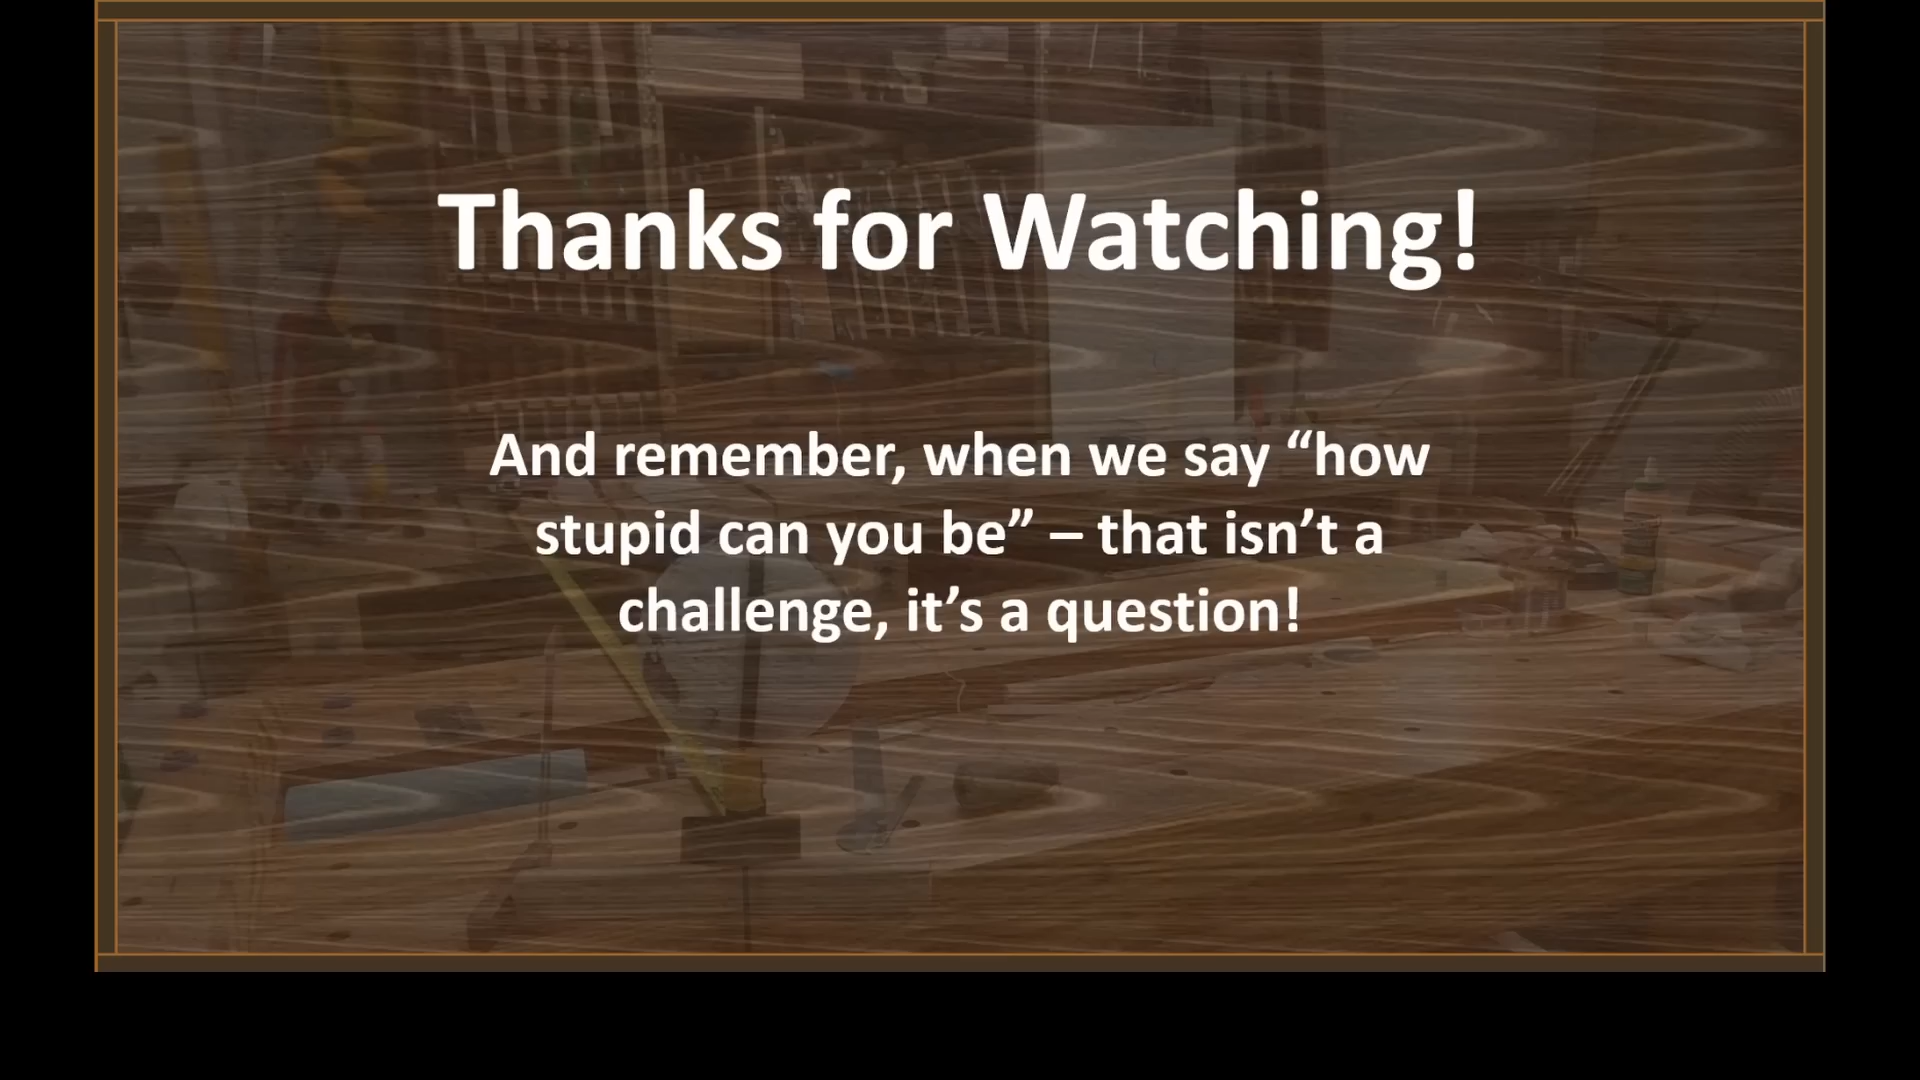 Thanks for Watching!
And remember, when we say “how
stupid can you be” – that isn’t a
challenge, it’s a question!